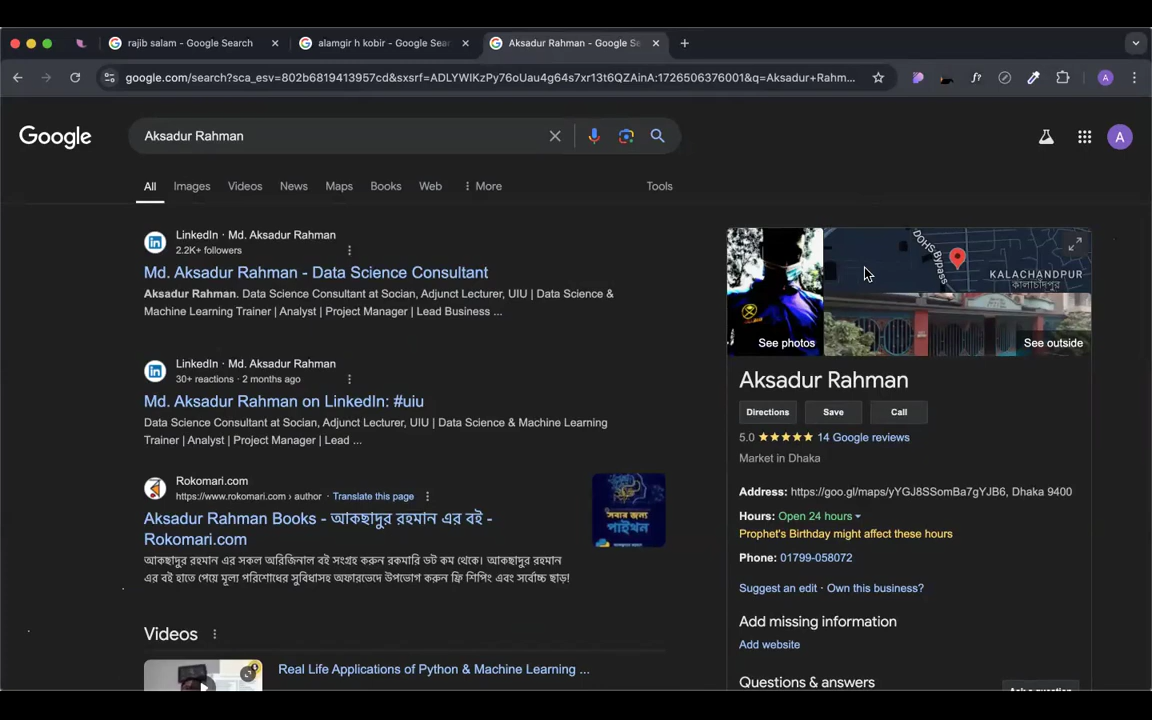 rajib salam - Google Search
alamgir h kobir - Google Sear
Aksadur Rahman - Google Se
google.com/search?sca_esv=802b6819413957cd&sxsrf=ADLYWIKzPy76oUau4g64s7xr13t6QZAinA:1726506376001&q=Aksadur+Rahm...
f?
A
Google
Aksadur Rahman
A
All
Images
Videos
News
Maps
Books
Web
More
Tools
LinkedIn · Md. Aksadur Rahman
2.2K+ followers
Md. Aksadur Rahman - Data Science Consultant
Aksadur Rahman. Data Science Consultant at Socian, Adjunct Lecturer, UIU | Data Science &
Machine Learning Trainer | Analyst | Project Manager | Lead Business ...
LinkedIn · Md. Aksadur Rahman
30+ reactions · 2 months ago
Md. Aksadur Rahman on LinkedIn: #uiu
Data Science Consultant at Socian, Adjunct Lecturer, UIU | Data Science & Machine Learning
Trainer | Analyst | Project Manager | Lead ...
Rokomari.com
https://www.rokomari.com › author · Translate this page
Aksadur Rahman Books - আকছাদুর রহমান এর বই -
Rokomari.com
আকছাদুর রহমান এর সকল অরিজিনাল বই সংগ্রহ করুন রকমারি ডট কম থেকে। আকছাদুর রহমান
এর বই হাতে পেয়ে মূল্য পরিশোধের সুবিধাসহ অফারভেদে উপভোগ করুন ফ্রি শিপিং এবং সর্বোচ্চ ছাড়!
সবার জন্য
পাইথন
Videos
Real Life Applications of Python & Machine Learning ...
DOHS Bypass
KALACHANDPUR
কালাচাঁদপুর
See photos
See outside
Aksadur Rahman
Directions
Save
Call
5.0
14 Google reviews
Market in Dhaka
Address: https://goo.gl/maps/yYGJ8SSomBa7gYJB6, Dhaka 9400
Hours: Open 24 hours
Prophet's Birthday might affect these hours
Phone: 01799-058072
Suggest an edit · Own this business?
Add missing information
Add website
Questions & answers
Ask a question